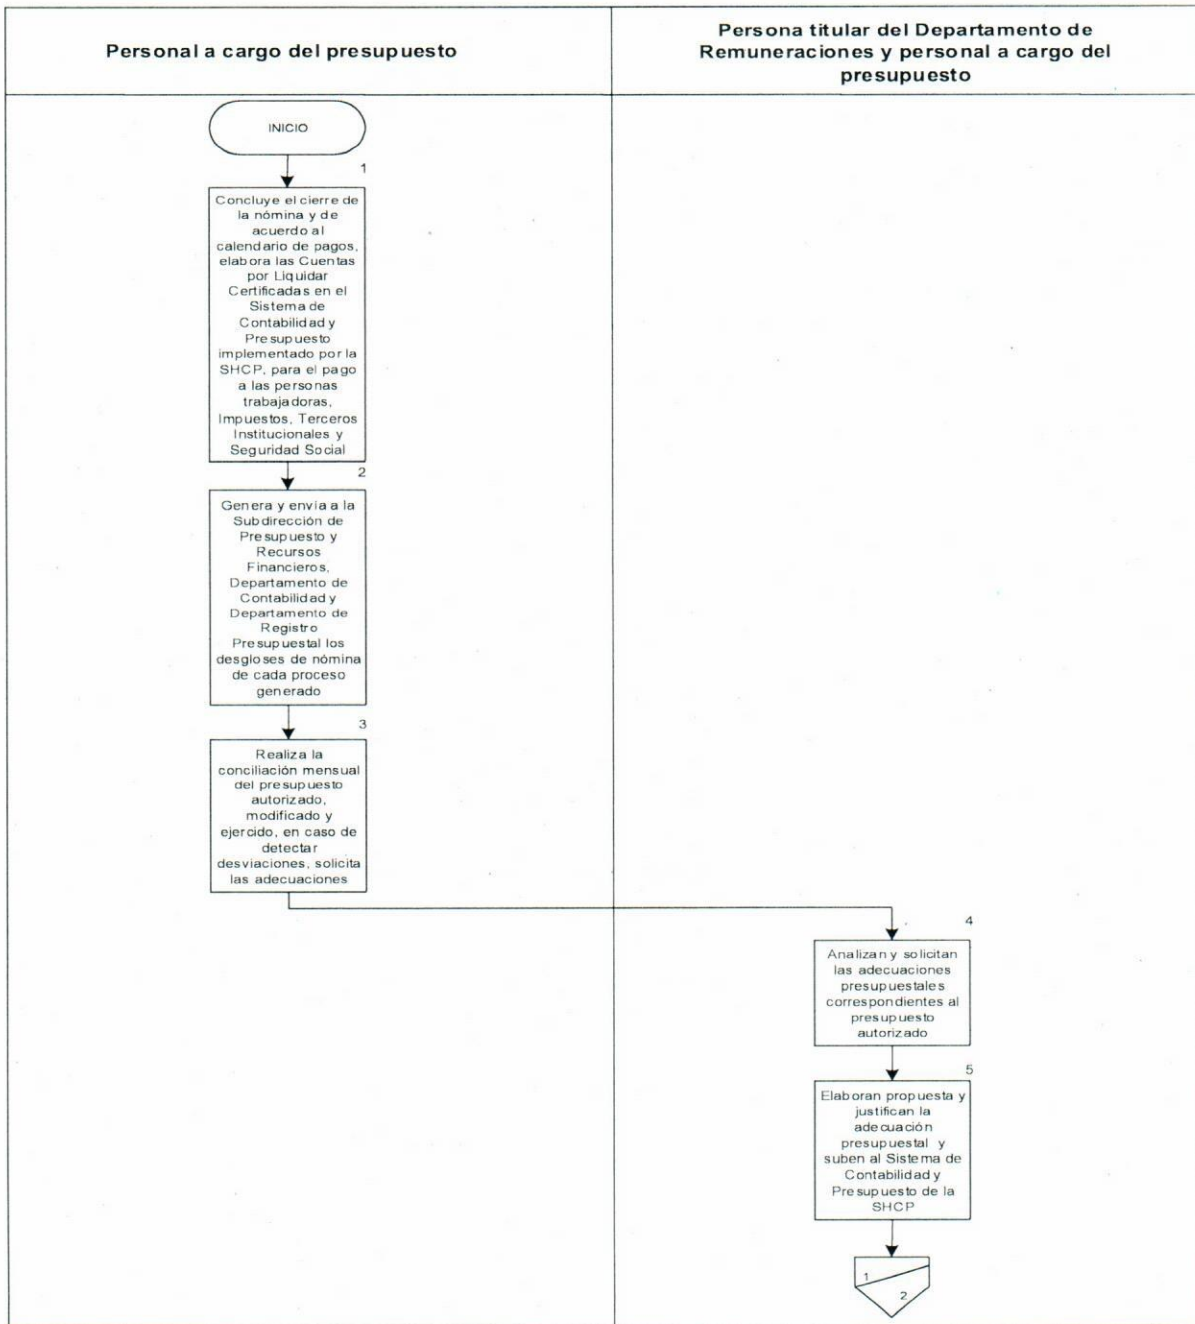 Personal a cargo del presupuesto
Persona titular del Departamento de
Remuneraciones y personal a cargo del
presupuesto
INICIO
1
Concluye el cierre de
la nómina y de
acuerdo al
calendario de pagos,
elabora las Cuentas
por Liquidar
Certificadas en el
Sistema de
Contabilidad y
Presupuesto
implementado por la
SHCP, para el pago
a las personas
trabajadoras,
Impuestos, Terceros
Institucionales y
Seguridad Social
2
Genera y envía a la
Subdirección de
Presupuesto y
Recursos
Financieros,
Departamento de
Contabilidad y
Departamento de
Registro
Presupuestal los
desgloses de nómina
de cada proceso
generado
3
Realiza la
conciliación mensual
del presupuesto
autorizado,
modificado y
ejercido, en caso de
detectar
desviaciones, solicita
las adecuaciones
4
Analizan y solicitan
las adecuaciones
presupuestales
correspondientes al
presupuesto
autorizado
5
Elaboran propuesta y
justifican la
adecuación
presupuestal y
suben al Sistema de
Contabilidad y
Presupuesto de la
SHCP
1
2